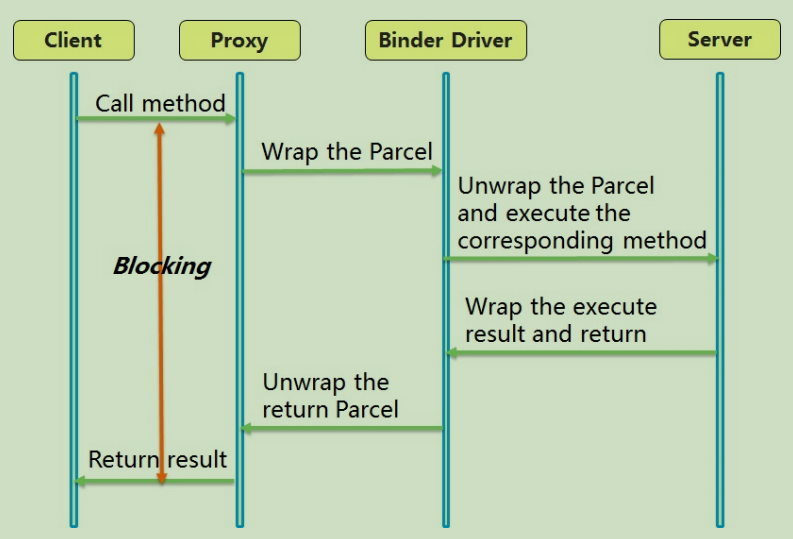 Client
Proxy
Binder Driver
Server
Call method
Wrap the Parcel
Unwrap the Parcel
and execute the
corresponding method
Blocking
Wrap the execute
result and return
Unwrap the
return Parcel
Return result